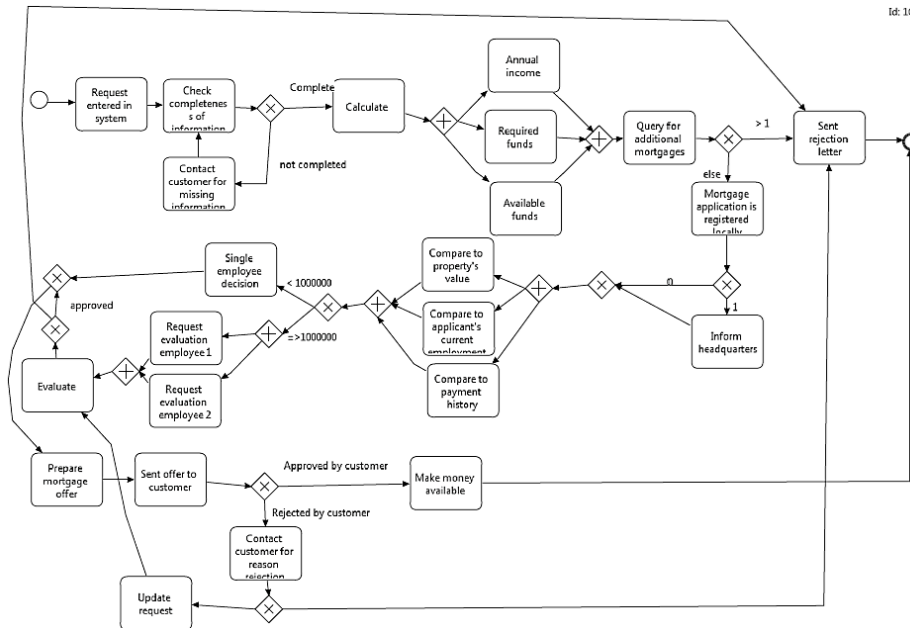 Id: 10
Request
entered in
system
Check
completenes
s of
information
Complete
not completed
Contact
customer for
missing
information
Calculate
Annual
income
Required
funds
Available
funds
Query for
additional
mortgages
> 1
else
Sent
rejection
letter
Mortgage
application is
registered
locally
0
1
Inform
headquarters
Compare to
property's
value
Compare to
applicant's
current
employment
Compare to
payment
history
< 1000000
=>1000000
Single
employee
decision
Request
evaluation
employee 1
Request
evaluation
employee 2
approved
Evaluate
Prepare
mortgage
offer
Sent offer to
customer
Approved by customer
Rejected by customer
Make money
available
Contact
customer for
reason
rejection
Update
request